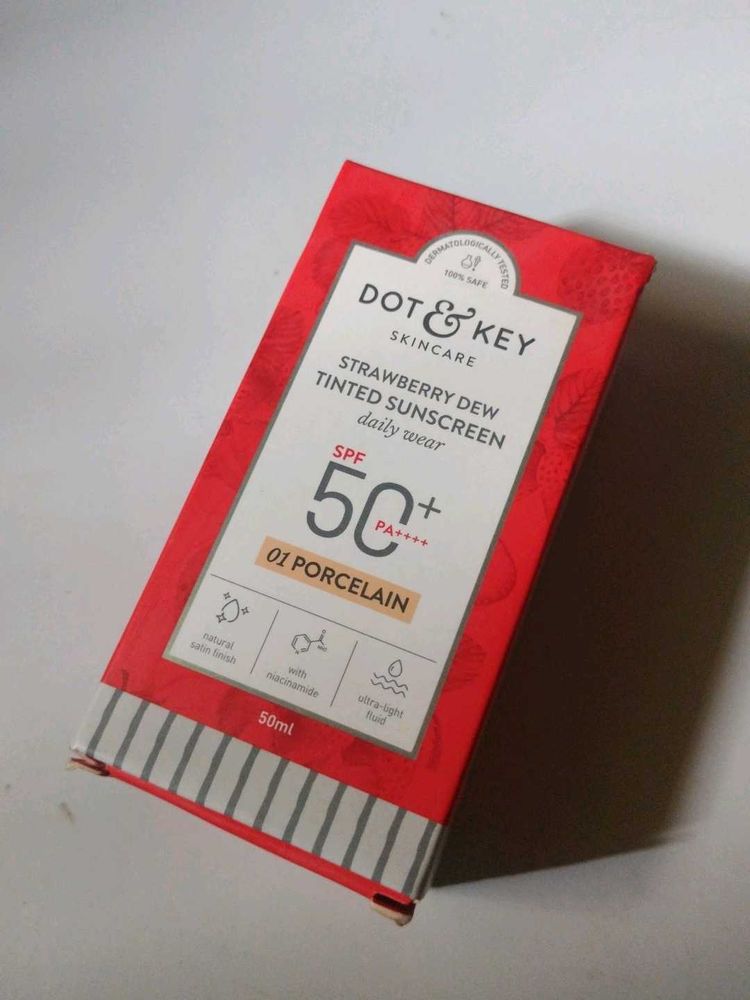 DERMATOLOGICALLY TESTED
100% SAFE
DOT & KEY
SKINCARE
STRAWBERRY DEW
TINTED SUNSCREEN
daily wear
SPF
50+
PA++++
01 PORCELAIN
natural
satin finish
with
niacinamide
ultra-light
fluid
50ml